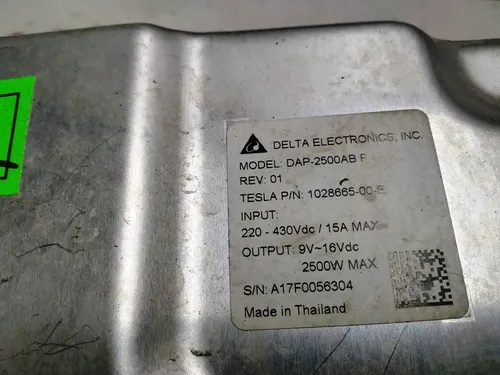 DELTA ELECTRONICS, INC.
MODEL: DAP-2500AB
REV: 01
TESLA P/N: 1028665-00-E
INPUT:
220 - 430Vdc / 15A MAX
OUTPUT: 9V~16Vdc
2500W MAX
S/N: A17F0056304
Made in Thailand